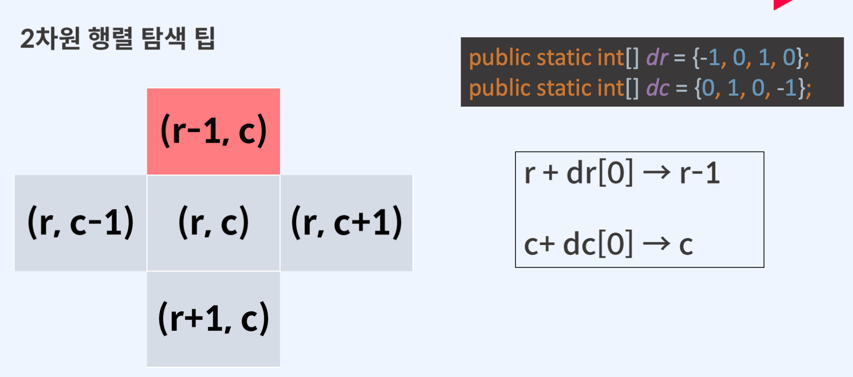 2차원 행렬 탐색 팁
public static int[] dr = {-1, 0, 1, 0};
public static int[] dc = {0, 1, 0, -1};
(r-1, c)
(r, c-1) (r, c) (r, c+1)
(r+1, c)
r + dr[0] → r-1
c+ dc[0] → c